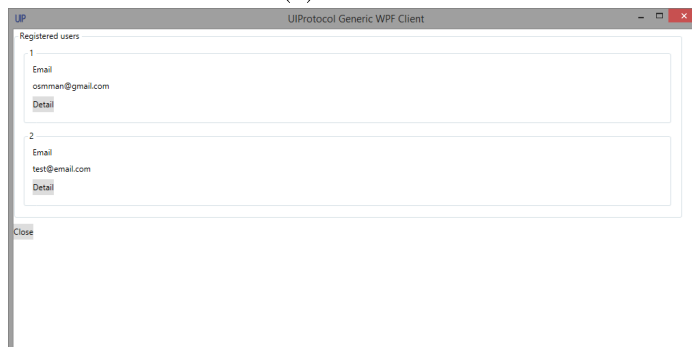 UIP UIProtocol Generic WPF Client
Registered users
1
Email
osmman@gmail.com
Detail
2
Email
test@email.com
Detail
Close